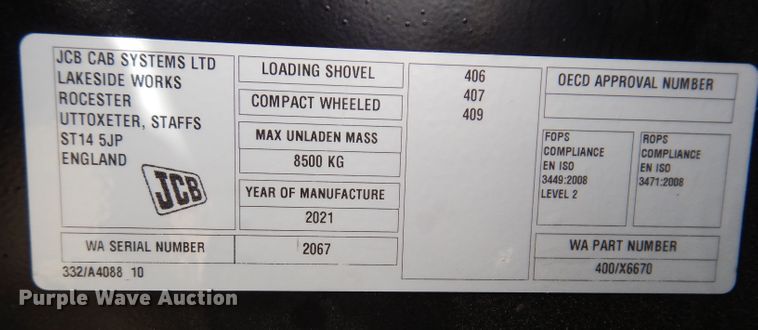 JCB CAB SYSTEMS LTD
LAKESIDE WORKS
ROCESTER
UTTOXETER, STAFFS
ST14 5JP
ENGLAND
JCB
WA SERIAL NUMBER
2067
332/A4088 10
LOADING SHOVEL
COMPACT WHEELED
MAX UNLADEN MASS
8500 KG
YEAR OF MANUFACTURE
2021
406
407
409
OECD APPROVAL NUMBER
FOPS
COMPLIANCE
EN ISO
3449:2008
LEVEL 2
ROPS
COMPLIANCE
EN ISO
3471:2008
WA PART NUMBER
400/X6670
Purple Wave Auction